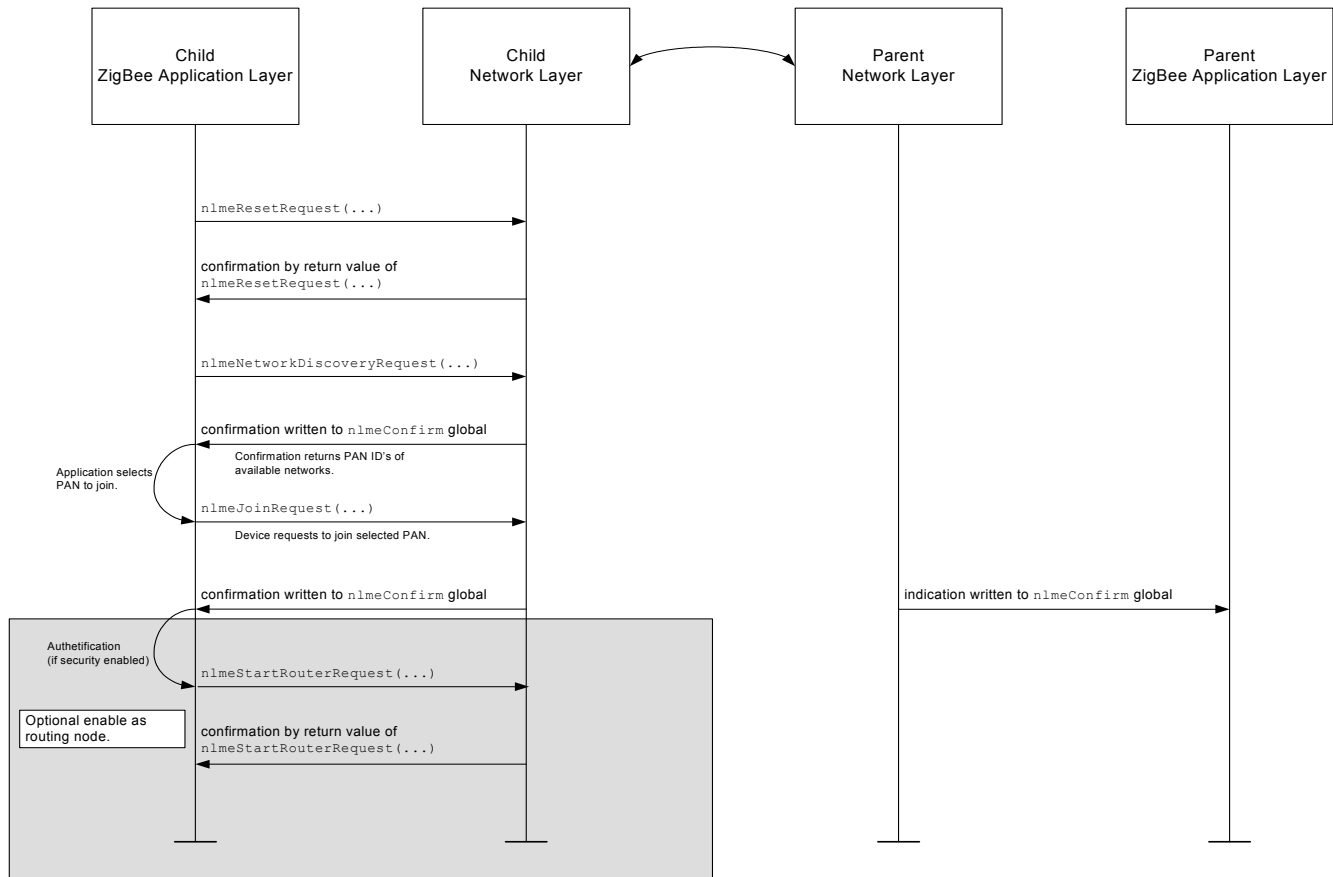 Child
ZigBee Application Layer
Child
Network Layer
Parent
Network Layer
Parent
ZigBee Application Layer
nlmeResetRequest(...)
confirmation by return value of
nlmeResetRequest(...)
nlmeNetworkDiscoveryRequest(...)
confirmation written to nlmeConfirm global
Confirmation returns PAN ID's of
available networks.
Application selects
PAN to join.
nlmeJoinRequest(...)
Device requests to join selected PAN.
confirmation written to nlmeConfirm global
indication written to nlmeConfirm global
Authetification
(if security enabled)
nlmeStartRouterRequest(...)
Optional enable as
routing node.
confirmation by return value of
nlmeStartRouterRequest(...)